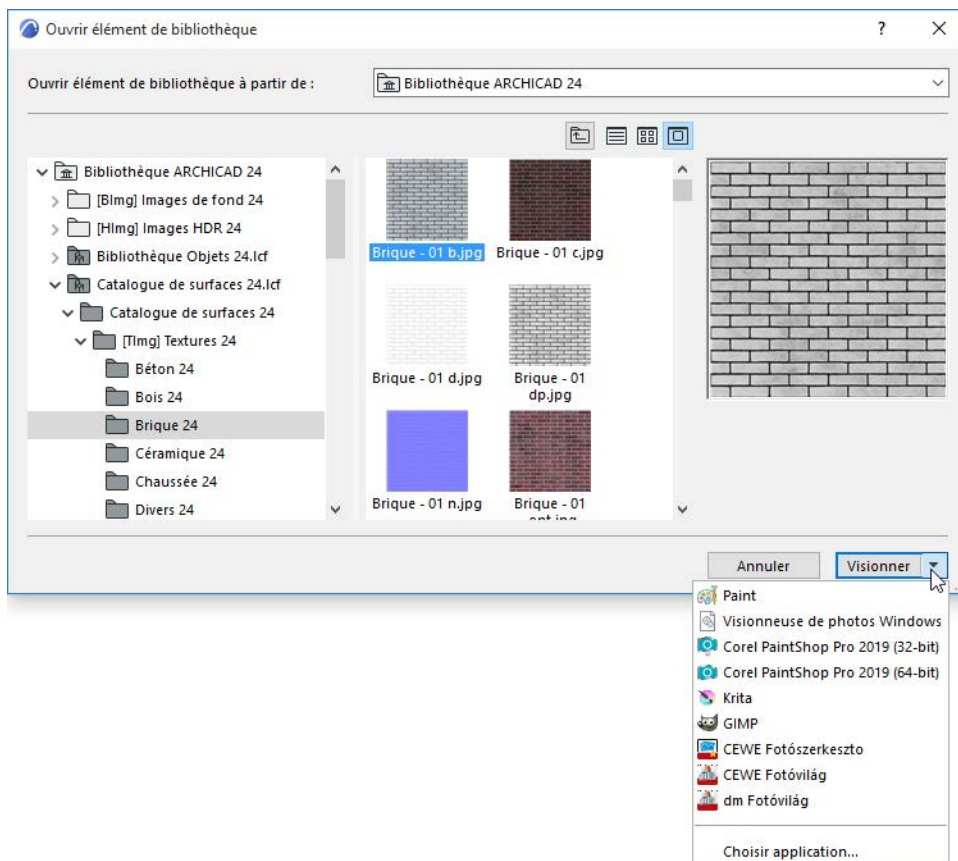 Ouvrir élément de bibliothèque
?
Ouvrir élément de bibliothèque à partir de :
Bibliothèque ARCHICAD 24
Bibliothèque ARCHICAD 24
[BImg] Images de fond 24
[HImg] Images HDR 24
Bibliothèque Objets 24.lcf
Catalogue de surfaces 24.lcf
Catalogue de surfaces 24
[TImg] Textures 24
Béton 24
Bois 24
Brique 24
Céramique 24
Chaussée 24
Divers 24
Brique - 01 b.jpg
Brique - 01 c.jpg
Brique - 01 d.jpg
Brique - 01
dp.jpg
Brique - 01 n.jpg
Brique - 01
Annuler
Visionner
Paint
Visionneuse de photos Windows
Corel PaintShop Pro 2019 (32-bit)
Corel PaintShop Pro 2019 (64-bit)
Krita
GIMP
CEWE Fotószerkeszto
CEWE Fotóvilág
dm Fotóvilág
Choisir application...